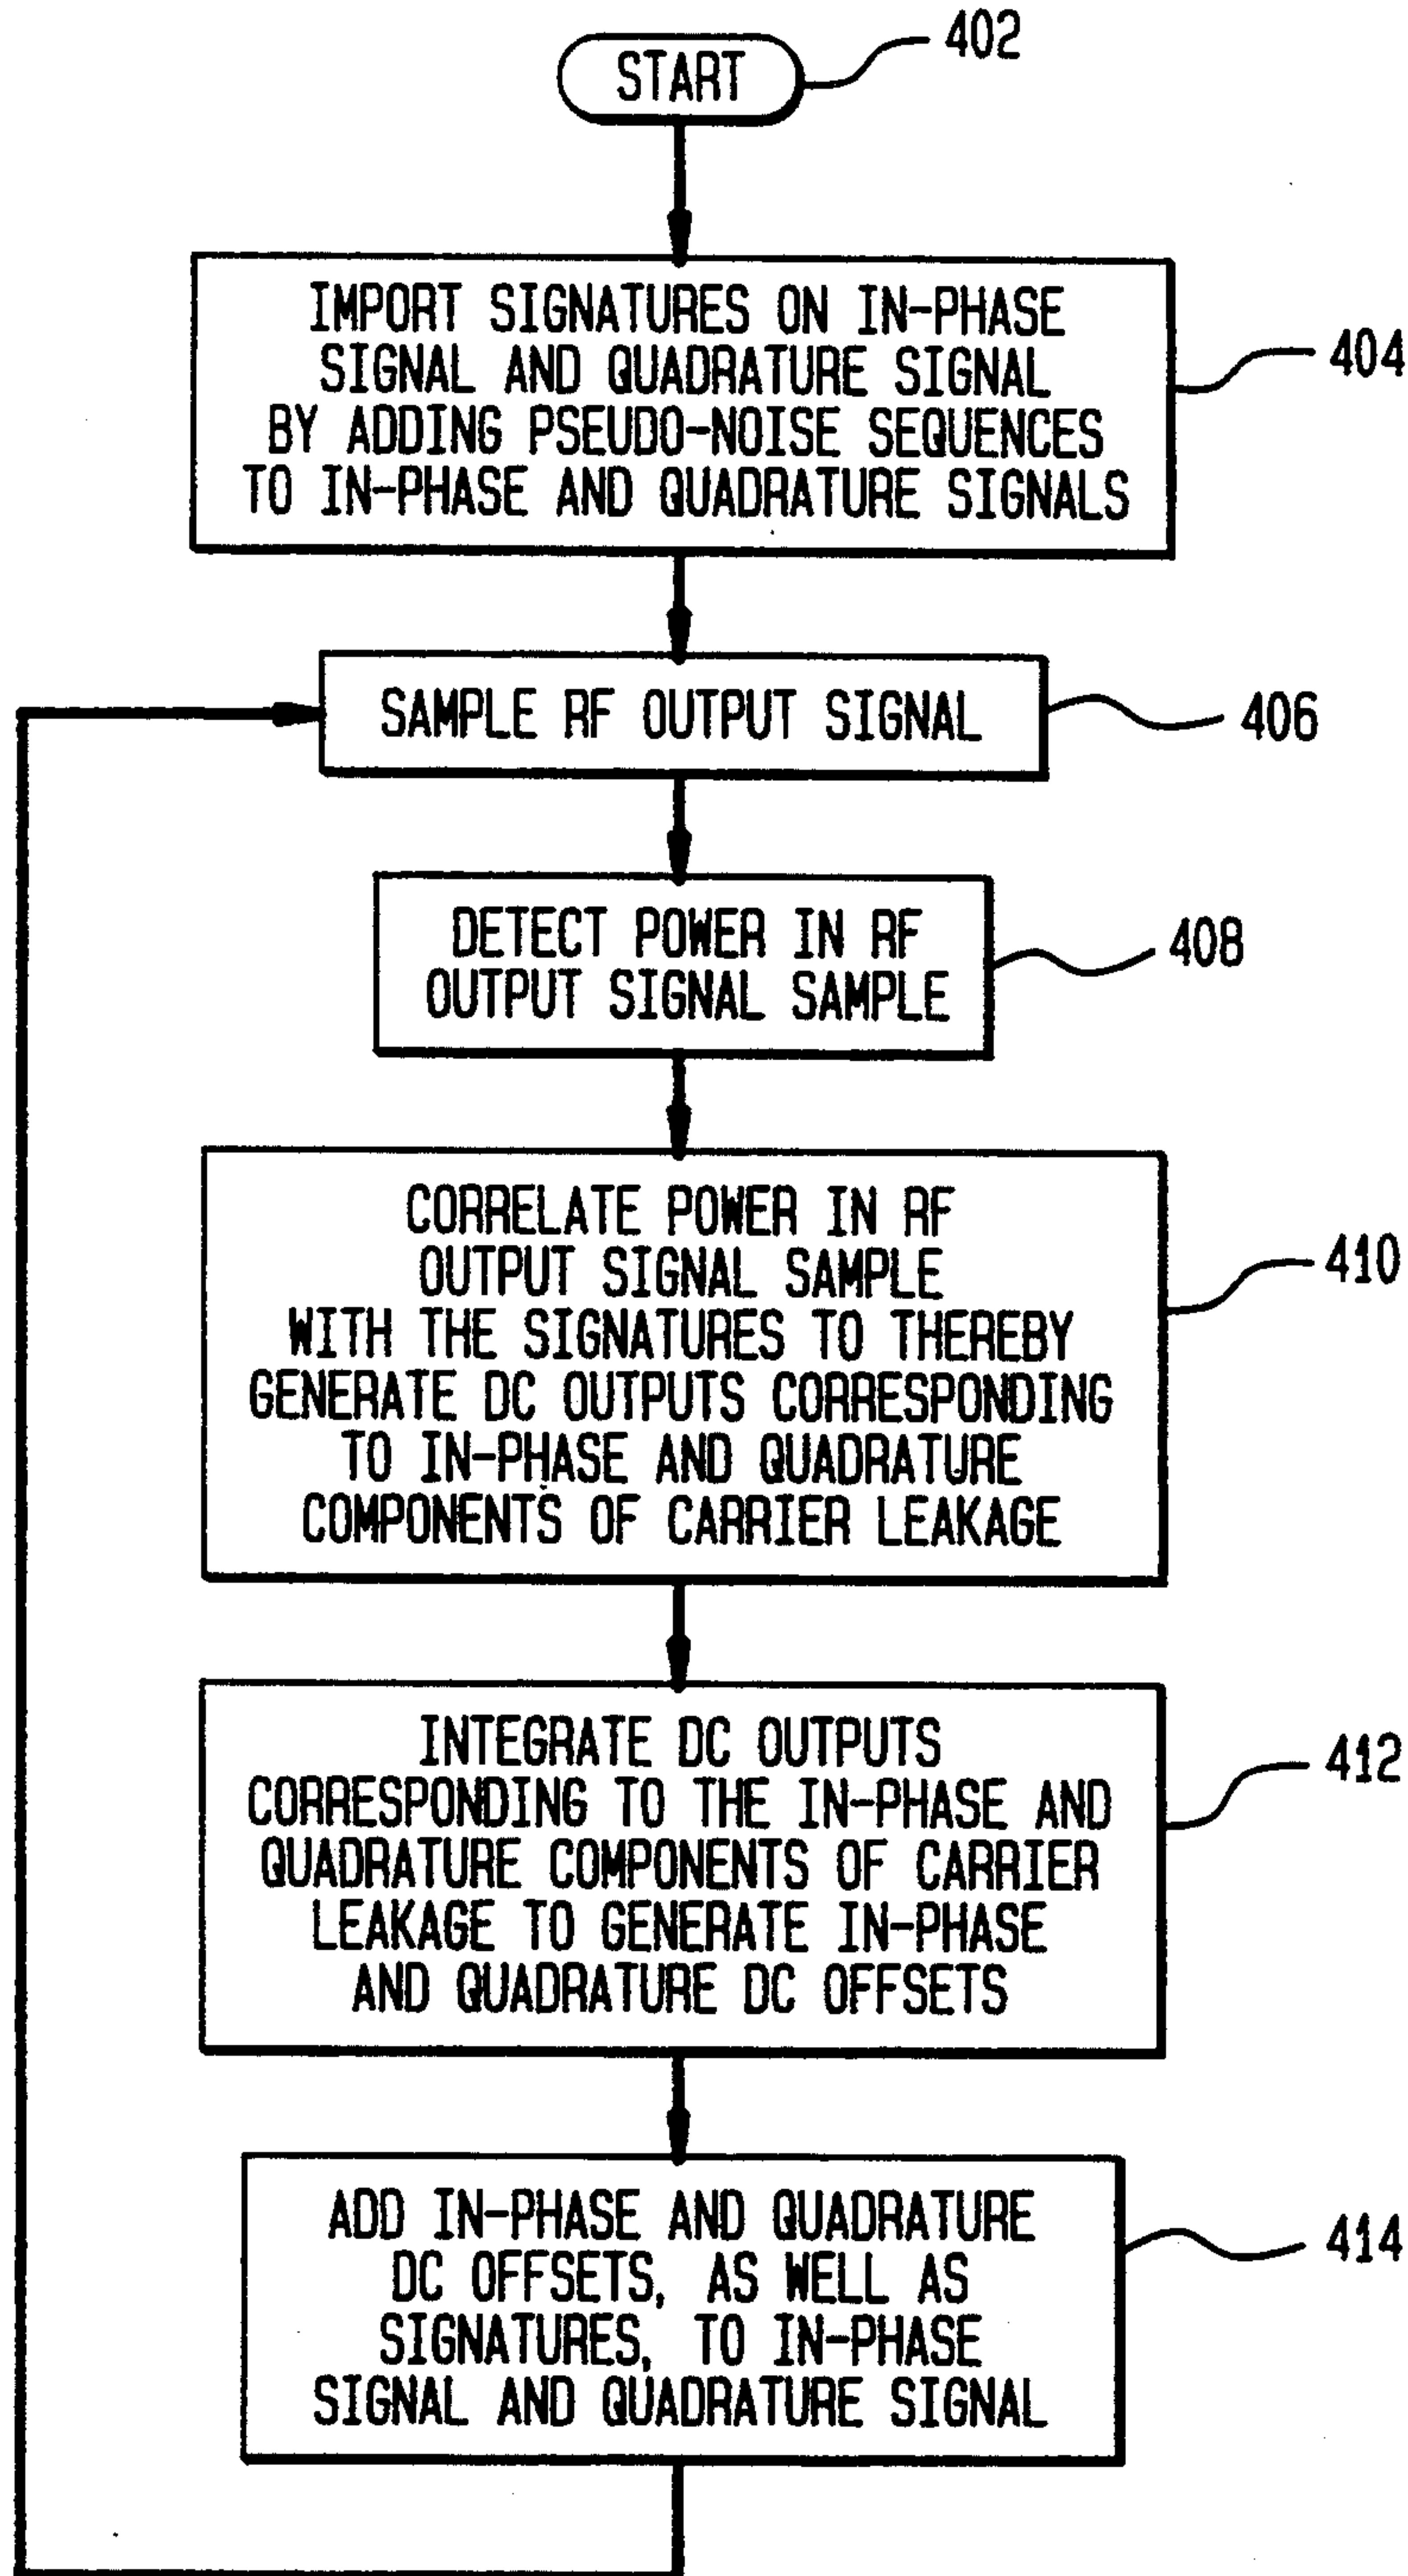 START
402
IMPORT SIGNATURES ON IN-PHASE
SIGNAL AND QUADRATURE SIGNAL
BY ADDING PSEUDO-NOISE SEQUENCES
TO IN-PHASE AND QUADRATURE SIGNALS
404
SAMPLE RF OUTPUT SIGNAL
406
DETECT POWER IN RF
OUTPUT SIGNAL SAMPLE
408
CORRELATE POWER IN RF
OUTPUT SIGNAL SAMPLE
WITH THE SIGNATURES TO THEREBY
GENERATE DC OUTPUTS CORRESPONDING
TO IN-PHASE AND QUADRATURE
COMPONENTS OF CARRIER LEAKAGE
410
INTEGRATE DC OUTPUTS
CORRESPONDING TO THE IN-PHASE AND
QUADRATURE COMPONENTS OF CARRIER
LEAKAGE TO GENERATE IN-PHASE
AND QUADRATURE DC OFFSETS
412
ADD IN-PHASE AND QUADRATURE
DC OFFSETS, AS WELL AS
SIGNATURES, TO IN-PHASE
SIGNAL AND QUADRATURE SIGNAL
414